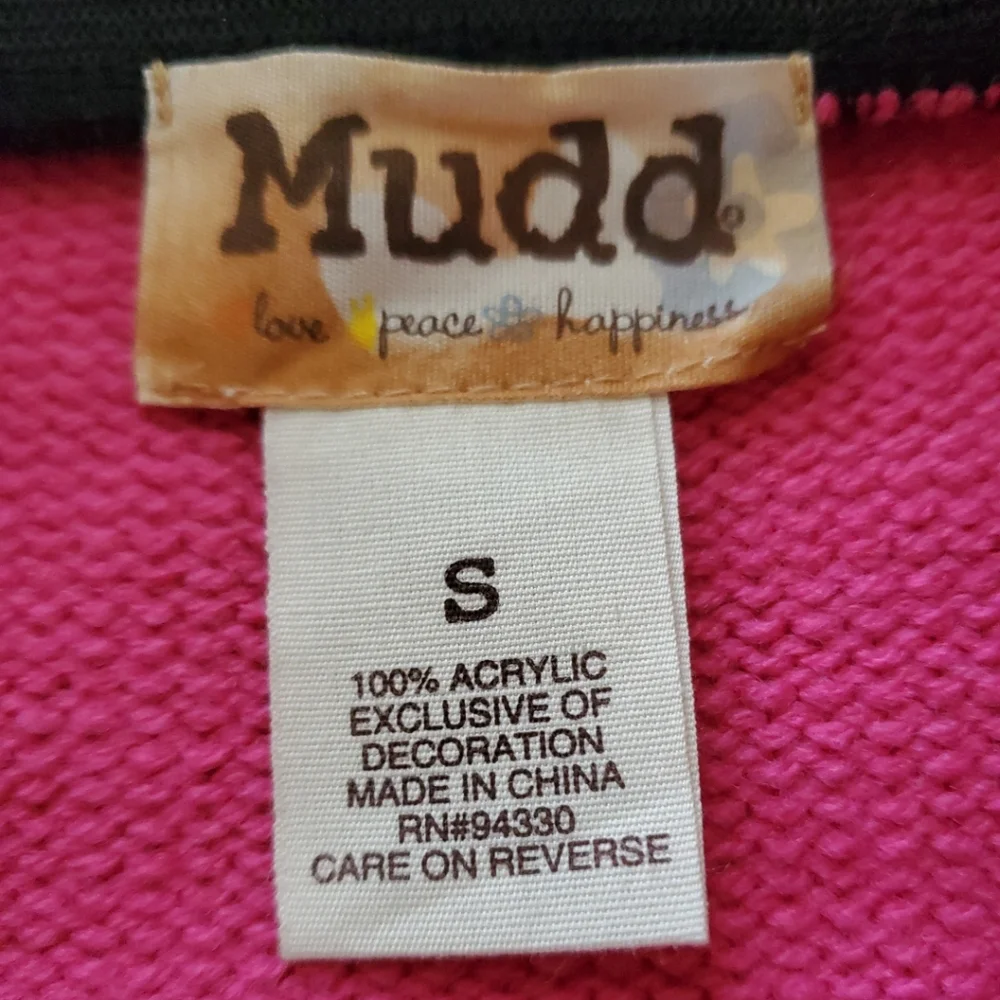 Mudd®
love peace happiness
S
100% ACRYLIC
EXCLUSIVE OF
DECORATION
MADE IN CHINA
RN#94330
CARE ON REVERSE